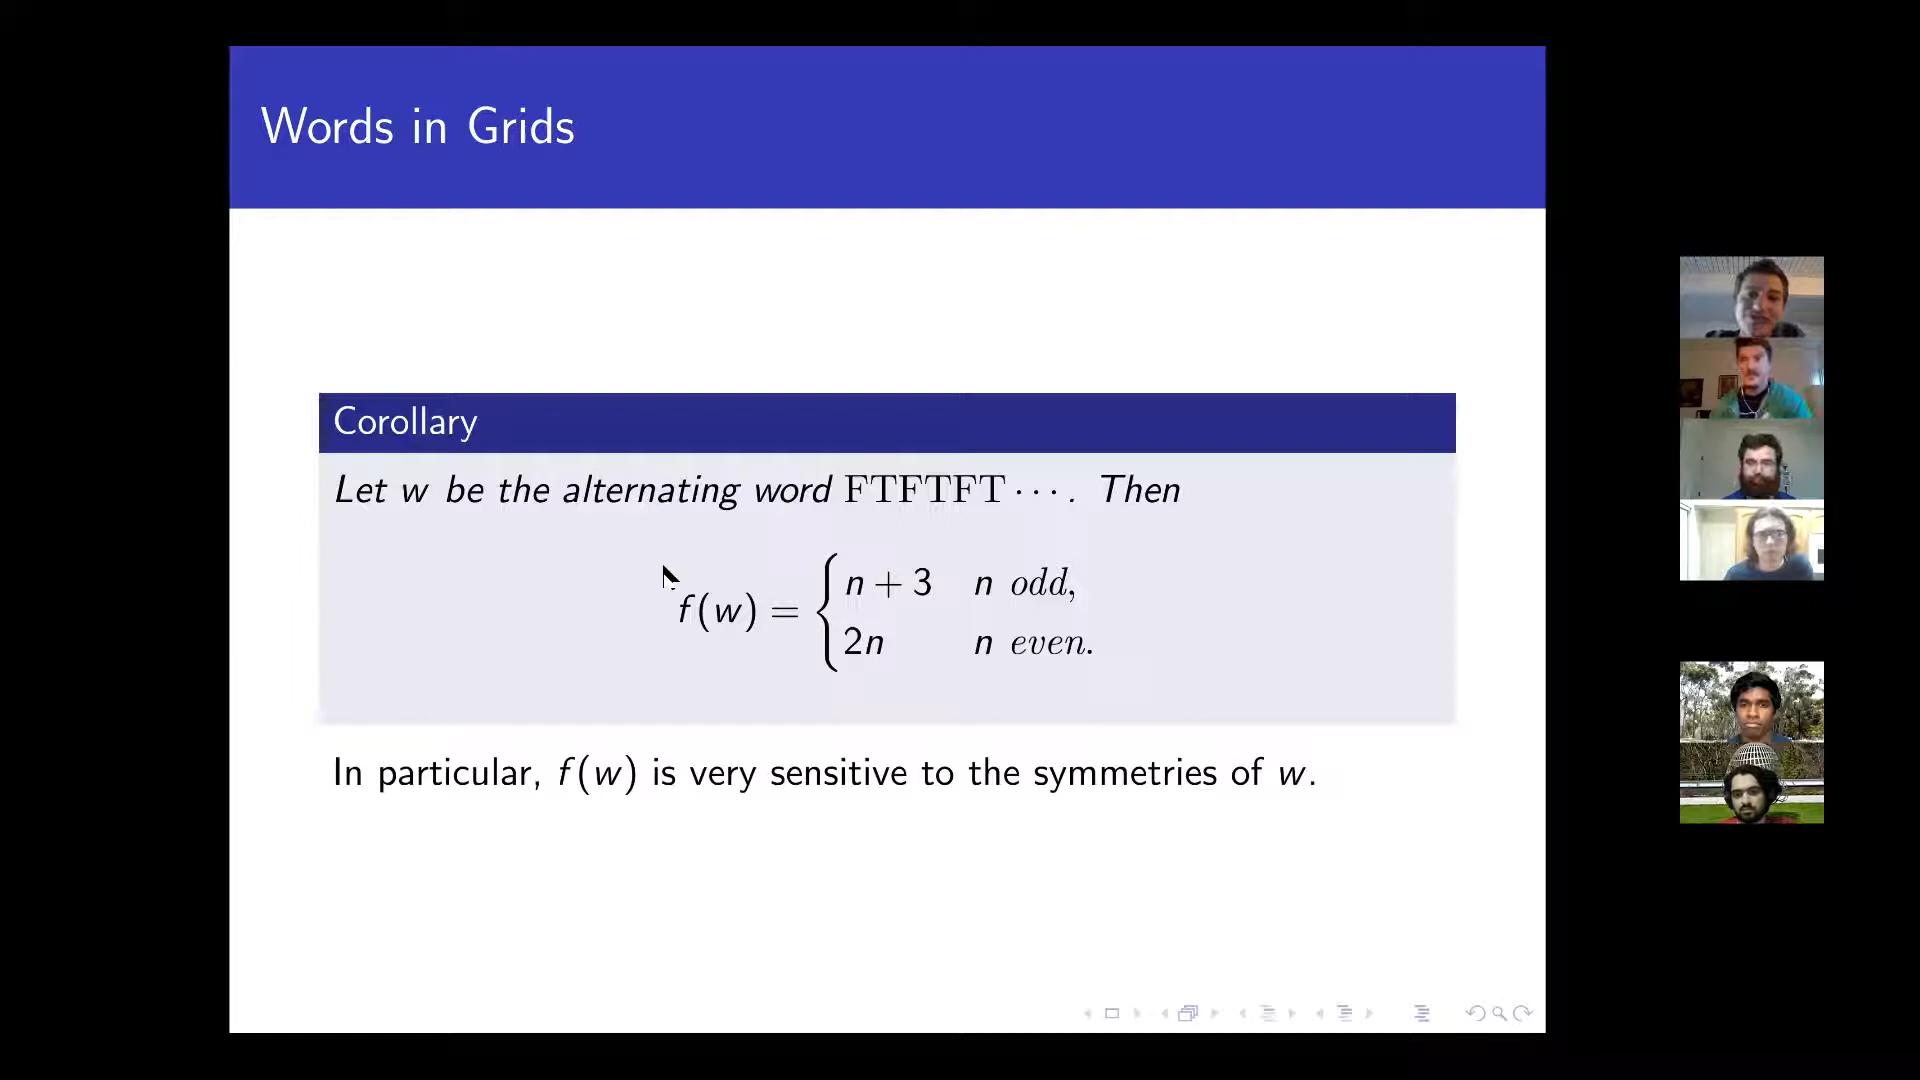 Words in Grids
Corollary
Let w be the alternating word FTFTFT ⋯. Then
f(w) = { n + 3 n odd,
2n n even.
In particular, f(w) is very sensitive to the symmetries of w.